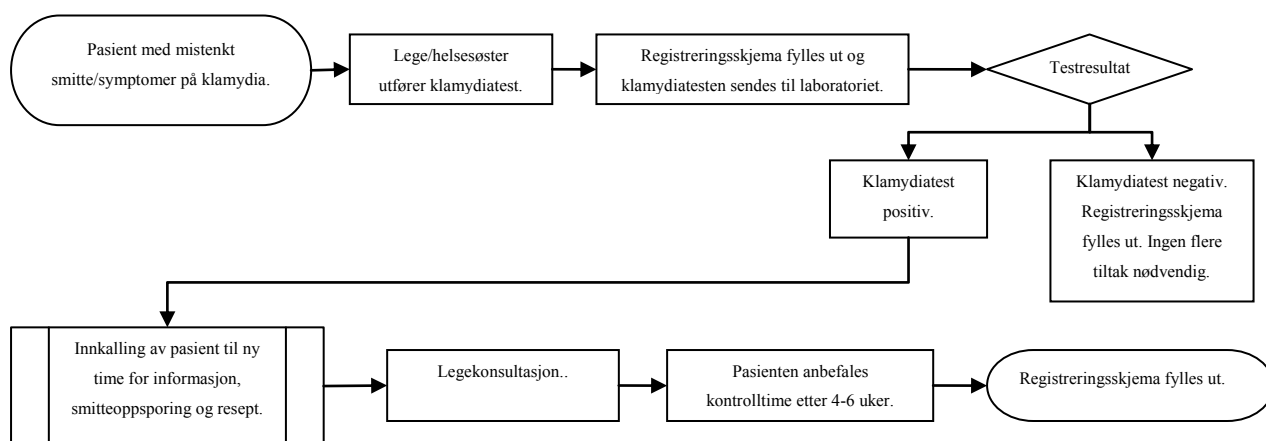 Pasient med mistenkt
smitte/symptomer på klamydia.
Lege/helsesøster
utfører klamydiatest.
Registreringsskjema fylles ut og
klamydiatesten sendes til laboratoriet.
Testresultat
Klamydiatest
positiv.
Klamydiatest negativ.
Registreringsskjema
fylles ut. Ingen flere
tiltak nødvendig.
Innkalling av pasient til ny
time for informasjon,
smitteoppsporing og resept.
Legekonsultasjon..
Pasienten anbefales
kontrolltime etter 4-6 uker.
Registreringsskjema fylles ut.